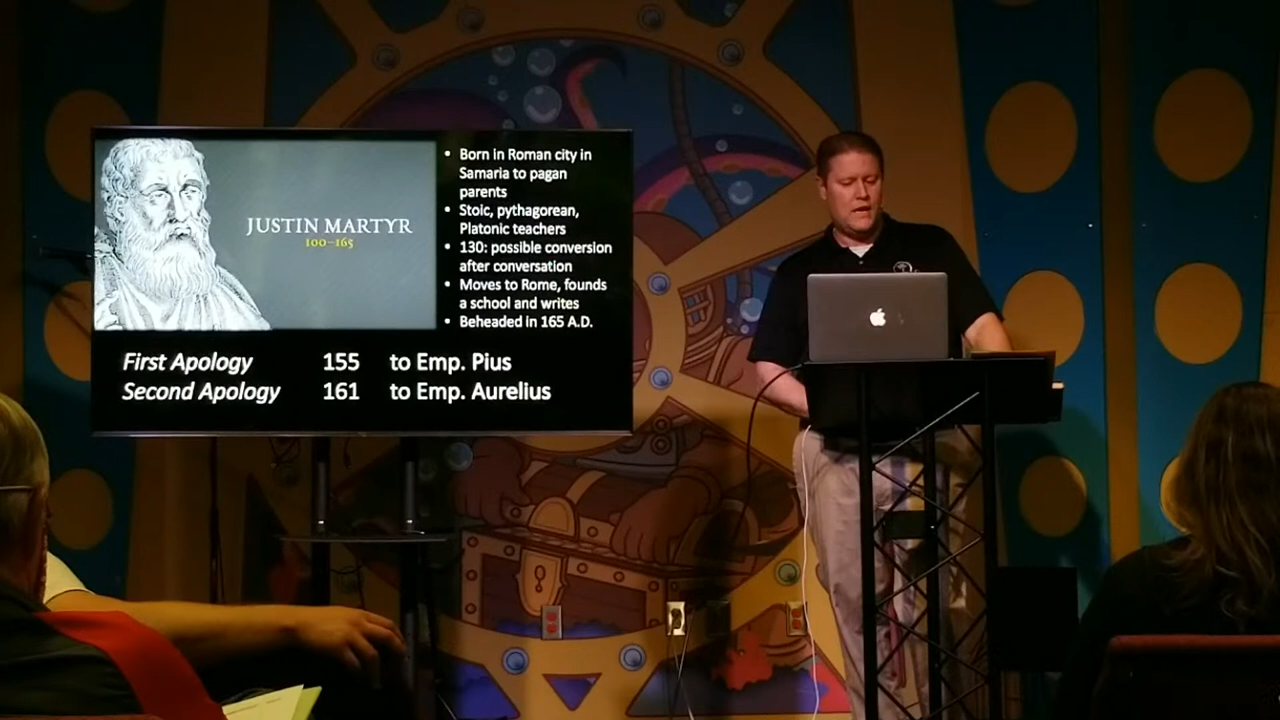 JUSTIN MARTYR
100–165
• Born in Roman city in
Samaria to pagan
parents
• Stoic, pythagorean,
Platonic teachers
• 130: possible conversion
after conversation
• Moves to Rome, founds
a school and writes
• Beheaded in 165 A.D.
First Apology 155 to Emp. Pius
Second Apology 161 to Emp. Aurelius